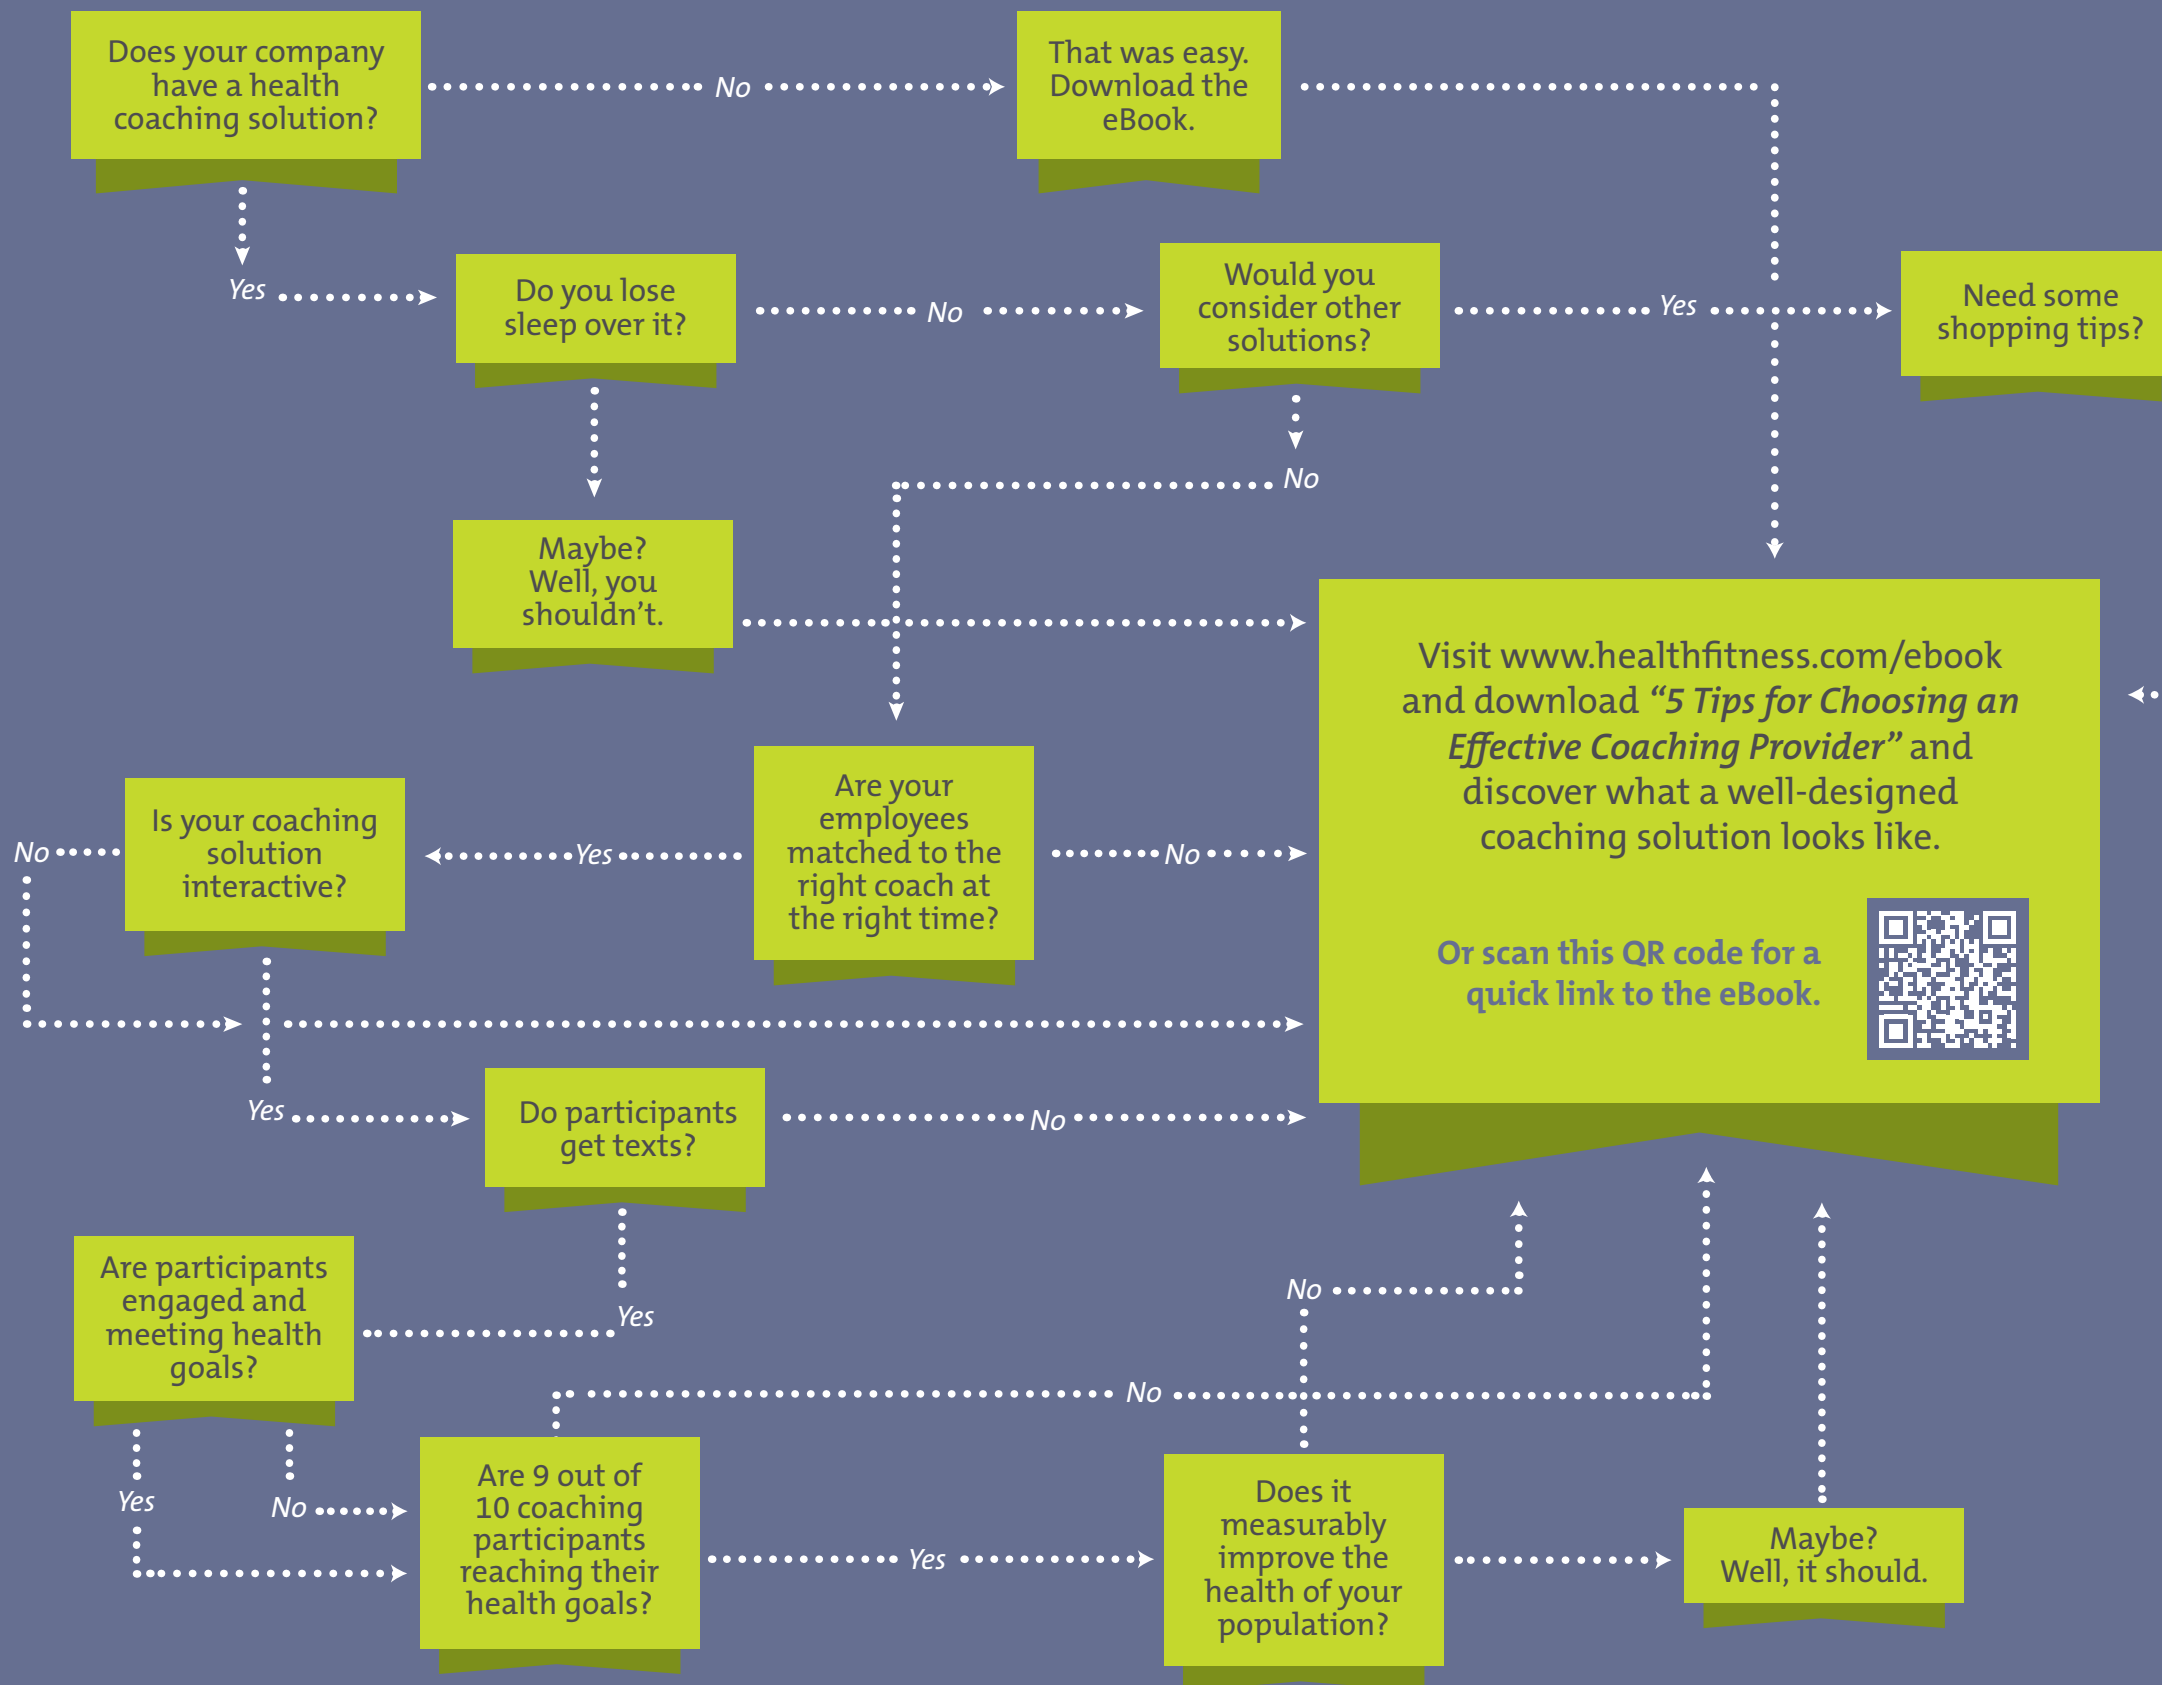 Does your company
have a health
coaching solution?
No
That was easy.
Download the
eBook.
Yes
Do you lose
sleep over it?
No
Would you
consider other
solutions?
Yes
Need some
shopping tips?
No
Maybe?
Well, you
shouldn't.
Visit www.healthfitness.com/ebook
and download “5 Tips for Choosing an
Effective Coaching Provider” and
discover what a well-designed
coaching solution looks like.
Or scan this QR code for a
quick link to the eBook.
Are your
employees
matched to the
right coach at
the right time?
No
Yes
Is your coaching
solution
interactive?
No
Yes
Do participants
get texts?
No
Yes
Are participants
engaged and
meeting health
goals?
Yes
No
Are 9 out of
10 coaching
participants
reaching their
health goals?
No
Yes
Does it
measurably
improve the
health of your
population?
No
Maybe?
Well, it should.